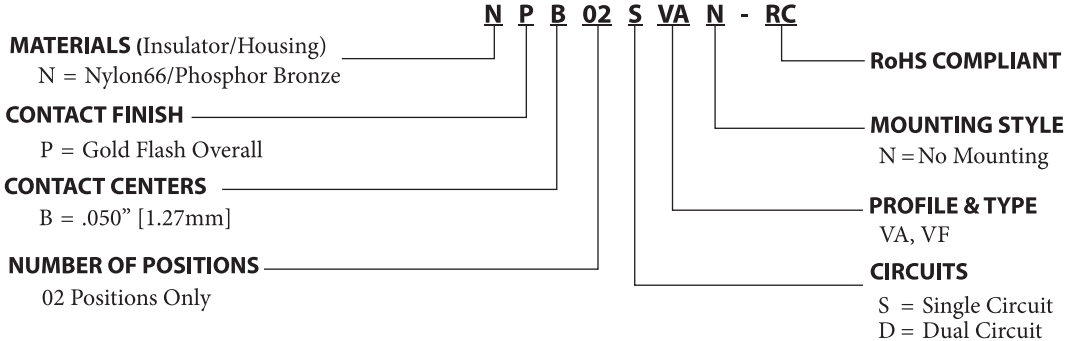 N P B 02 S VA N - RC
MATERIALS (Insulator/Housing)
N = Nylon66/Phosphor Bronze
CONTACT FINISH
P = Gold Flash Overall
CONTACT CENTERS
B = .050” [1.27mm]
NUMBER OF POSITIONS
02 Positions Only
RoHS COMPLIANT
MOUNTING STYLE
N = No Mounting
PROFILE & TYPE
VA, VF
CIRCUITS
S = Single Circuit
D = Dual Circuit